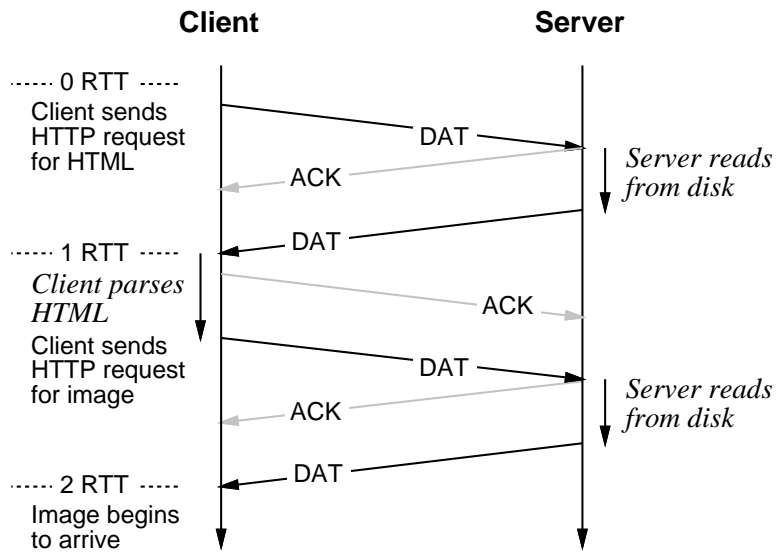 Client Server
0 RTT
Client sends
HTTP request
for HTML
DAT
ACK
Server reads
from disk
DAT
1 RTT
Client parses
HTML
ACK
Client sends
HTTP request
for image
DAT
ACK
Server reads
from disk
DAT
2 RTT
Image begins
to arrive